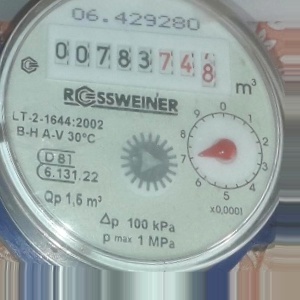 06.429280
00783748
m³
ROSSWEINER
LT-2-1644:2002
B-H A-V 30°C
D 81
6.131.22
Qp 1,5 m³
Δp 100 kPa
p max 1 MPa
0
1
2
3
4
5
6
7
8
9
x0,0001